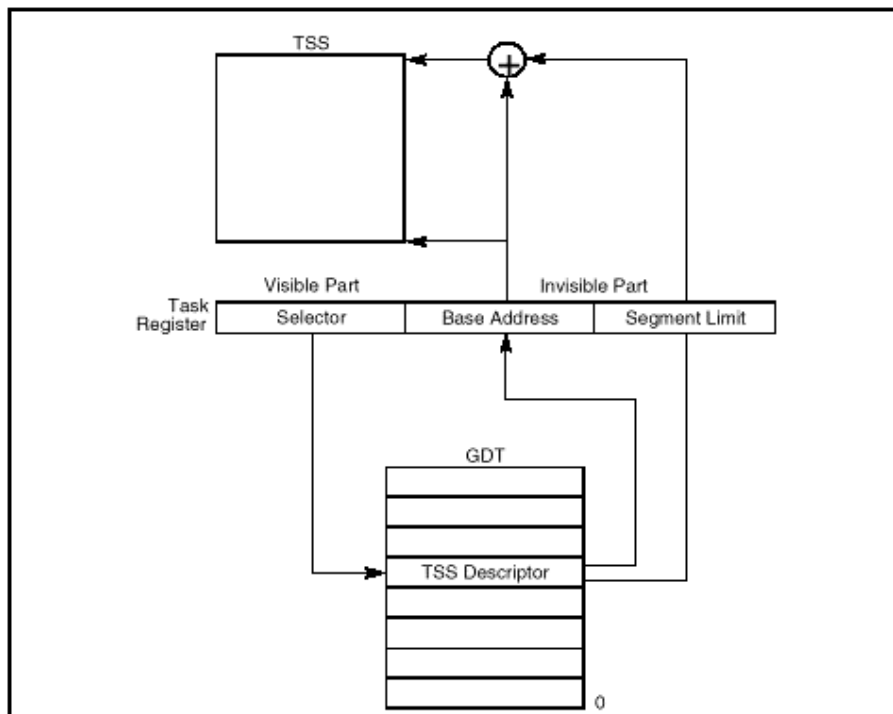 TSS
+
Visible Part
Invisible Part
Task
Register
Selector
Base Address
Segment Limit
GDT
TSS Descriptor
0